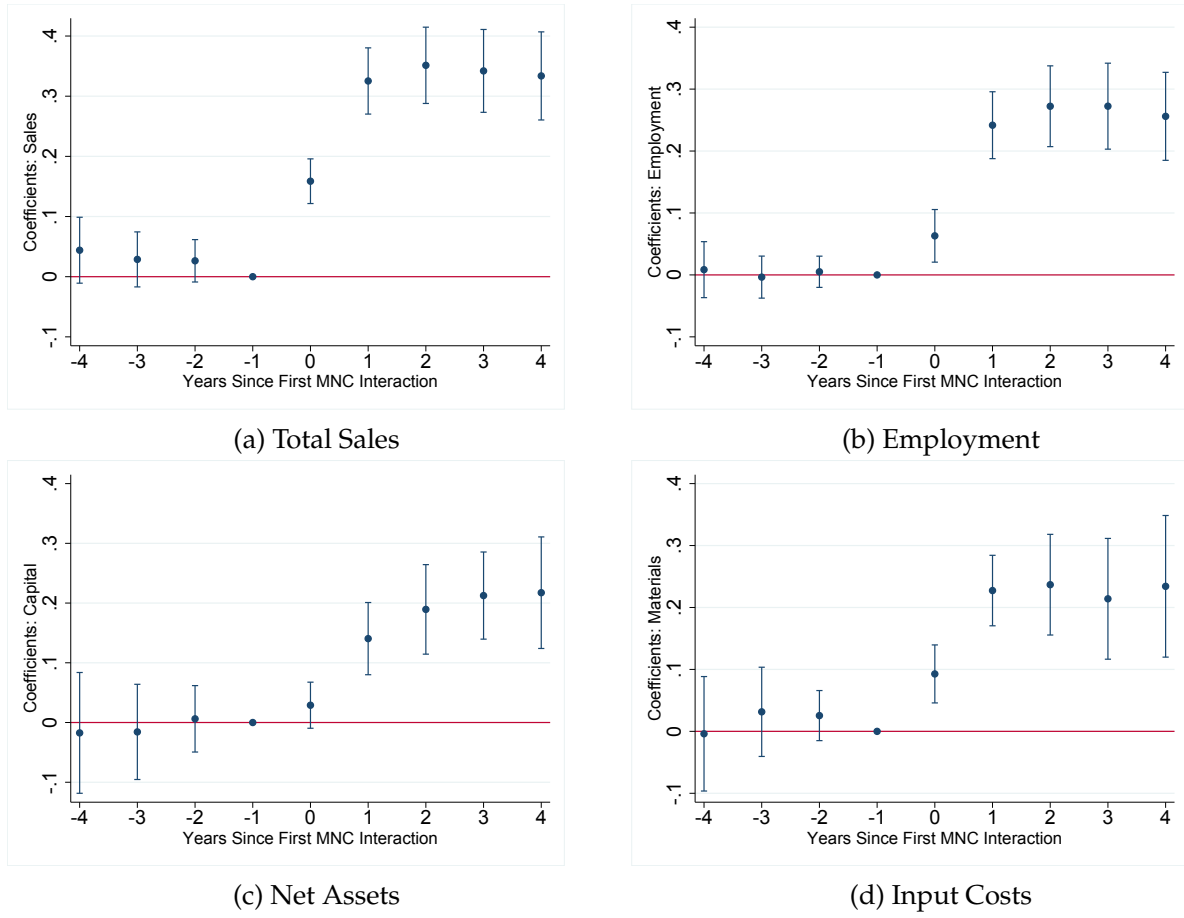 Coefficients: Sales
.4
.3
.2
.1
0
-.1
-4 -3 -2 -1 0 1 2 3 4
Years Since First MNC Interaction
(a) Total Sales
Coefficients: Employment
.4
.3
.2
.1
0
-.1
-4 -3 -2 -1 0 1 2 3 4
Years Since First MNC Interaction
(b) Employment
Coefficients: Capital
.4
.3
.2
.1
0
-.1
-4 -3 -2 -1 0 1 2 3 4
Years Since First MNC Interaction
(c) Net Assets
Coefficients: Materials
.4
.3
.2
.1
0
-.1
-4 -3 -2 -1 0 1 2 3 4
Years Since First MNC Interaction
(d) Input Costs